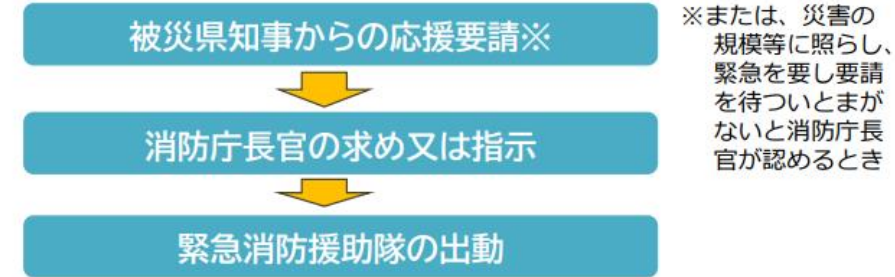 被災県知事からの応援要請※
消防庁長官の求め又は指示
緊急消防援助隊の出動
※または、災害の
規模等に照らし、
緊急を要し要請
を待ついとまが
ないと消防庁長
官が認めるとき